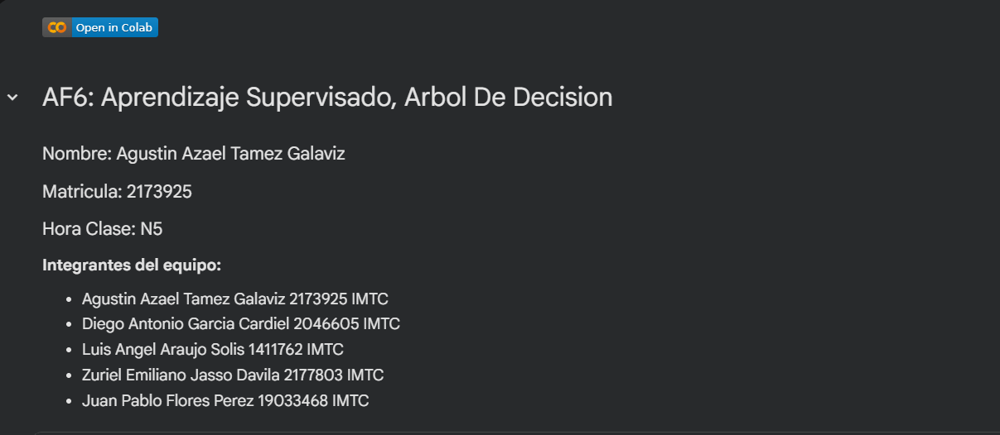 Open in Colab
AF6: Aprendizaje Supervisado, Arbol De Decision
Nombre: Agustin Azael Tamez Galaviz
Matricula: 2173925
Hora Clase: N5
Integrantes del equipo:
• Agustin Azael Tamez Galaviz 2173925 IMTC
• Diego Antonio Garcia Cardiel 2046605 IMTC
• Luis Angel Araujo Solis 1411762 IMTC
• Zuriel Emiliano Jasso Davila 2177803 IMTC
• Juan Pablo Flores Perez 19033468 IMTC